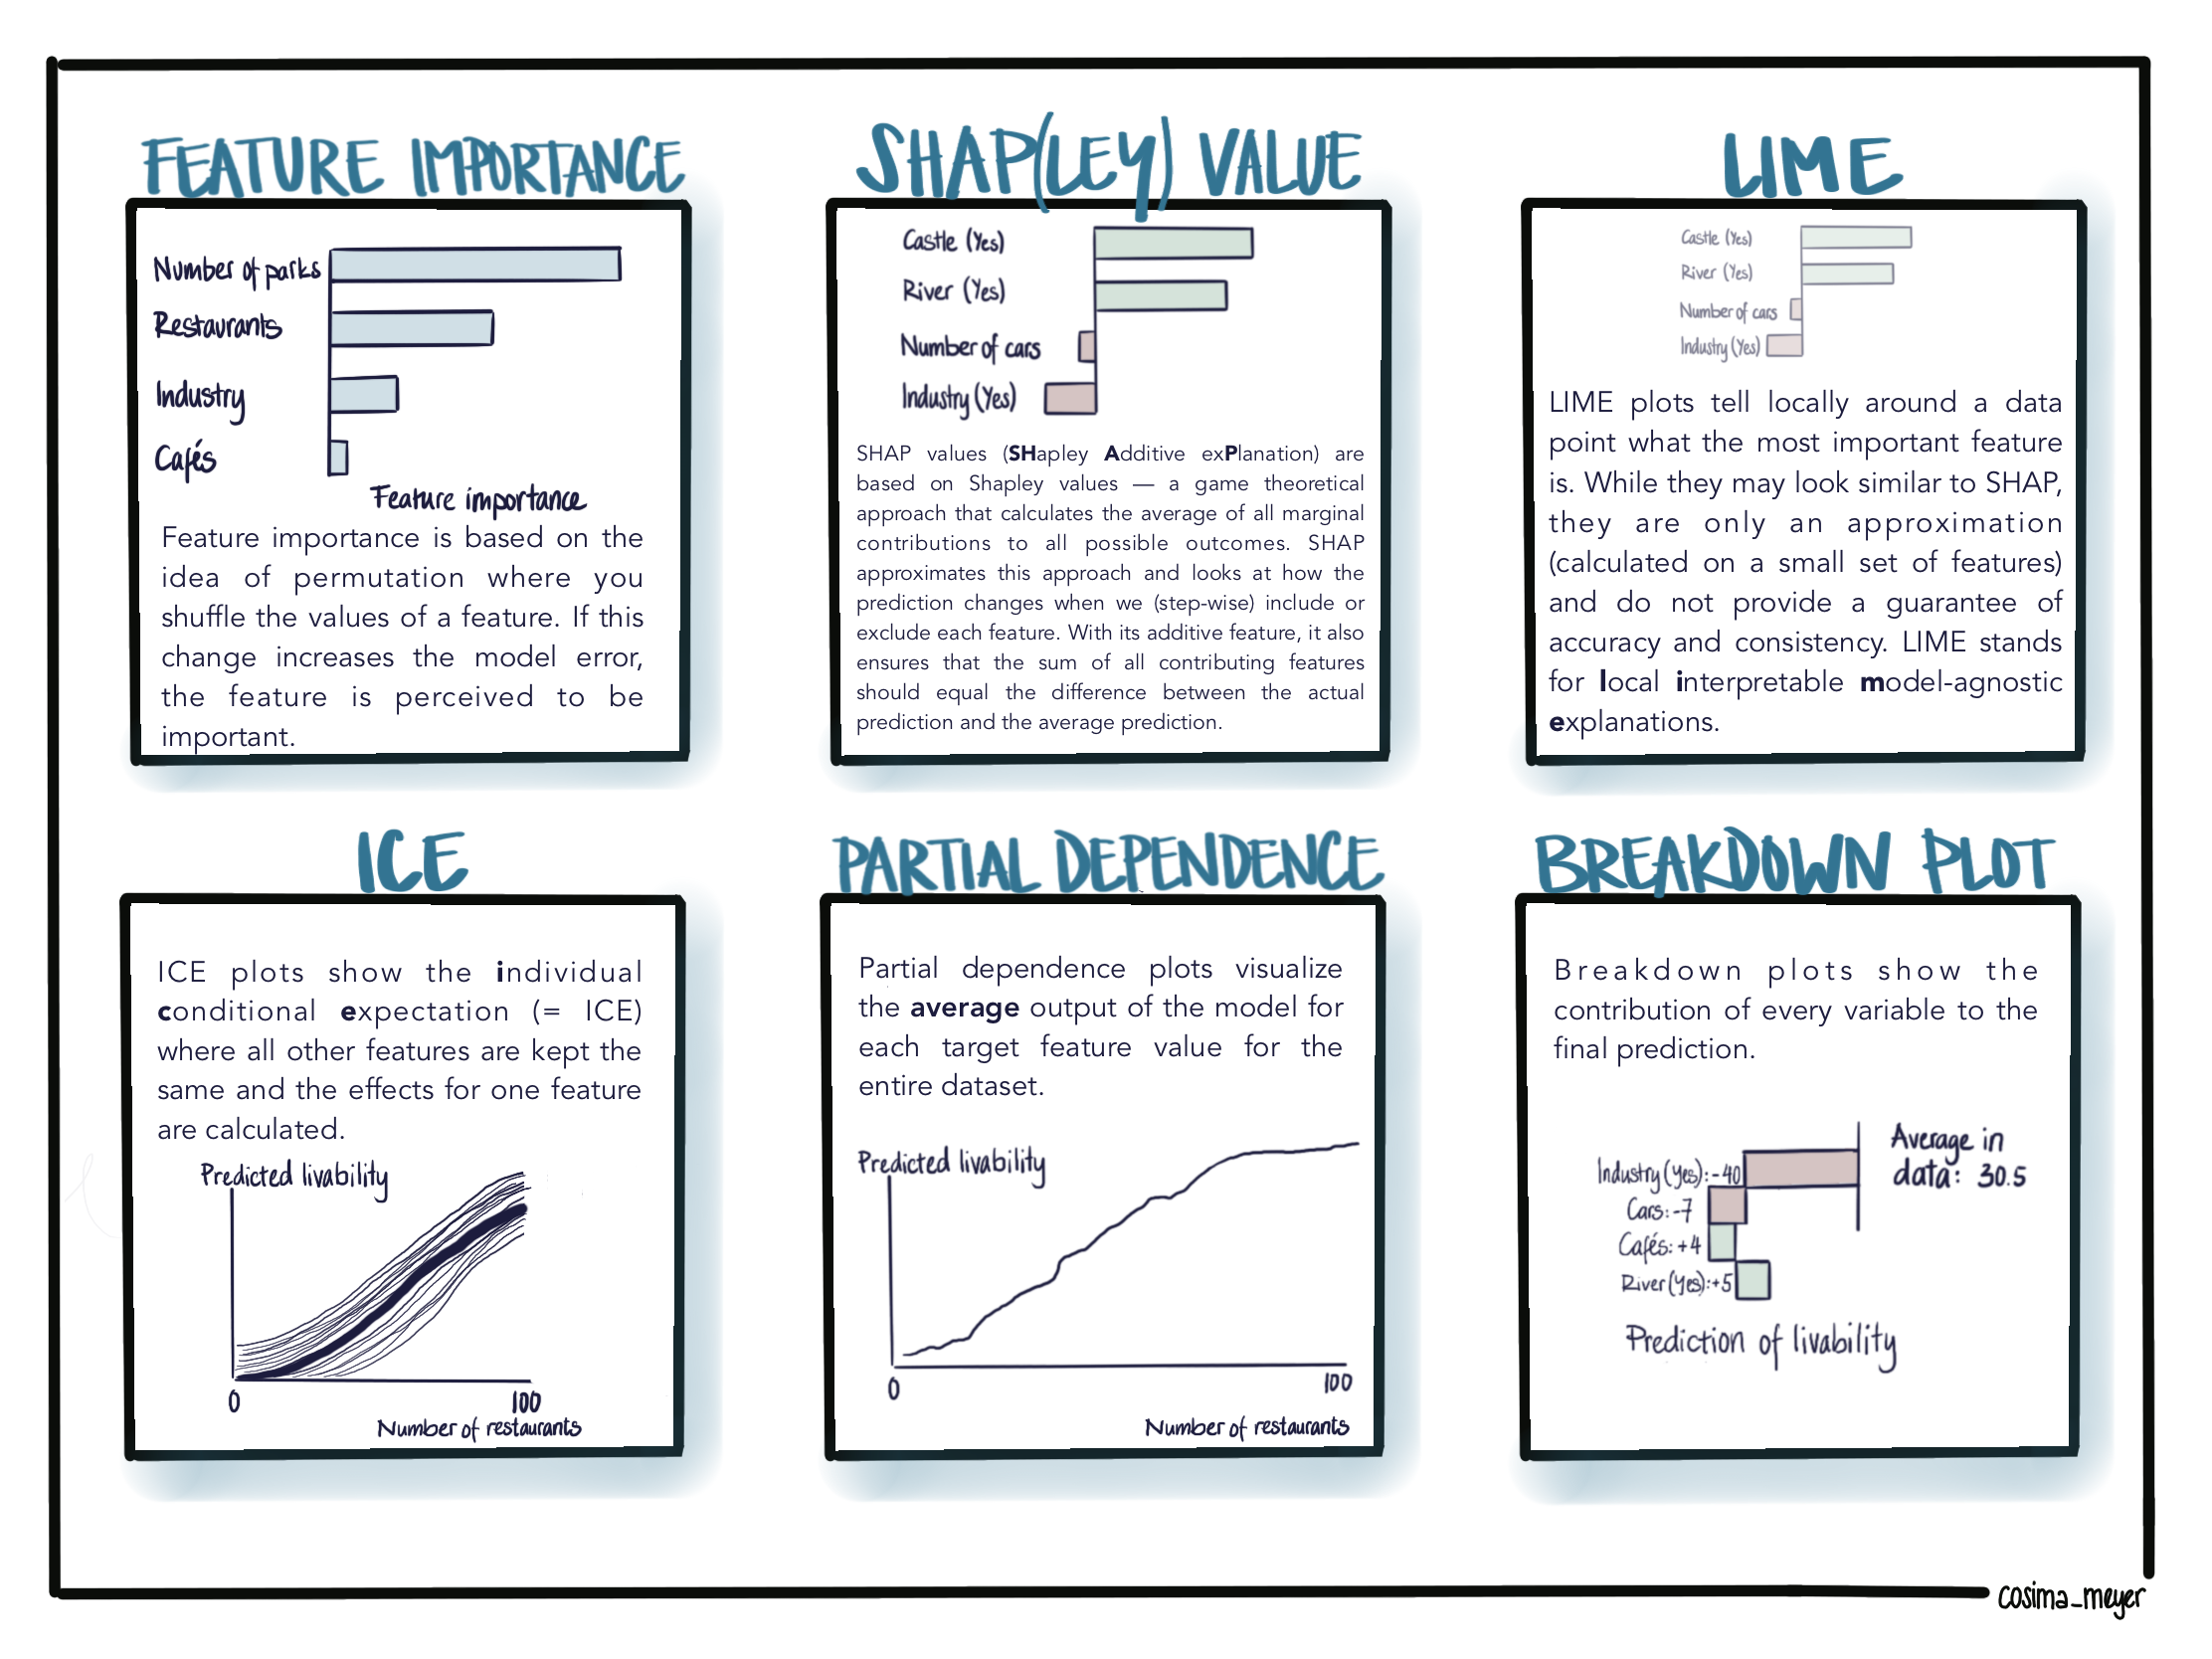 FEATURE IMPORTANCE
Number of parks
Restaurants
Industry
Cafés
Feature importance
Feature importance is based on the
idea of permutation where you
shuffle the values of a feature. If this
change increases the model error,
the feature is perceived to be
important.
SHAP(LEY) VALUE
Castle (Yes)
River (Yes)
Number of cars
Industry (Yes)
SHAP values (SHapley Additive exPlanation) are
based on Shapley values — a game theoretical
approach that calculates the average of all marginal
contributions to all possible outcomes. SHAP
approximates this approach and looks at how the
prediction changes when we (step-wise) include or
exclude each feature. With its additive feature, it also
ensures that the sum of all contributing features
should equal the difference between the actual
prediction and the average prediction.
LIME
Castle (Yes)
River (Yes)
Number of cars
Industry (Yes)
LIME plots tell locally around a data
point what the most important feature
is. While they may look similar to SHAP,
they are only an approximation
(calculated on a small set of features)
and do not provide a guarantee of
accuracy and consistency. LIME stands
for local interpretable model-agnostic
explanations.
ICE
ICE plots show the individual
conditional expectation (= ICE)
where all other features are kept the
same and the effects for one feature
are calculated.
Predicted livability
0
100
Number of restaurants
PARTIAL DEPENDENCE
Partial dependence plots visualize
the average output of the model for
each target feature value for the
entire dataset.
Predicted livability
0
100
Number of restaurants
BREAKDOWN PLOT
Breakdown plots show the
contribution of every variable to the
final prediction.
Average in
data: 30.5
Industry (Yes): -40
Cars: -7
Cafés: +4
River (Yes): +5
Prediction of livability
cosima_meyer